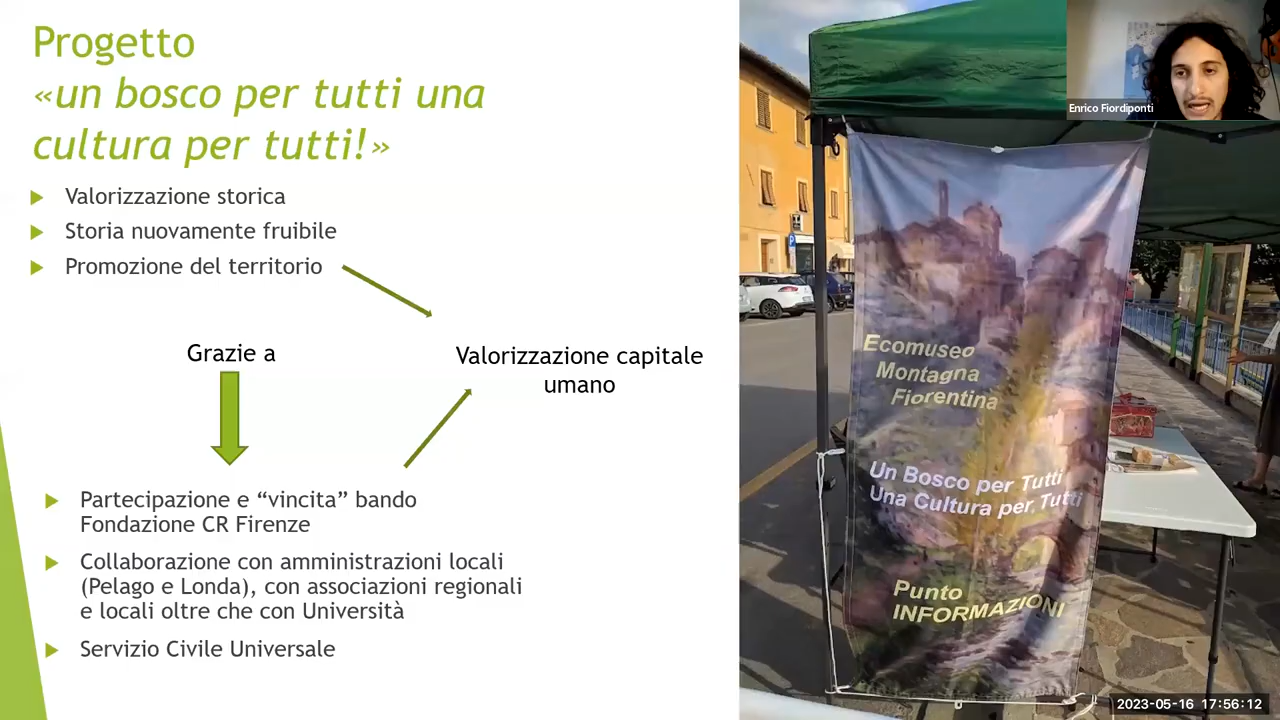 Progetto
«un bosco per tutti una
cultura per tutti!»
Valorizzazione storica
Storia nuovamente fruibile
Promozione del territorio
Grazie a
Valorizzazione capitale
umano
Partecipazione e “vincita” bando
Fondazione CR Firenze
Collaborazione con amministrazioni locali
(Pelago e Londa), con associazioni regionali
e locali oltre che con Università
Servizio Civile Universale
Enrico Fiordiponti
P
Ecomuseo
Montagna
Fiorentina
Un Bosco per Tutti
Una Cultura per Tutti
Punto
INFORMAZIONI
2023-05-16 17:56:12